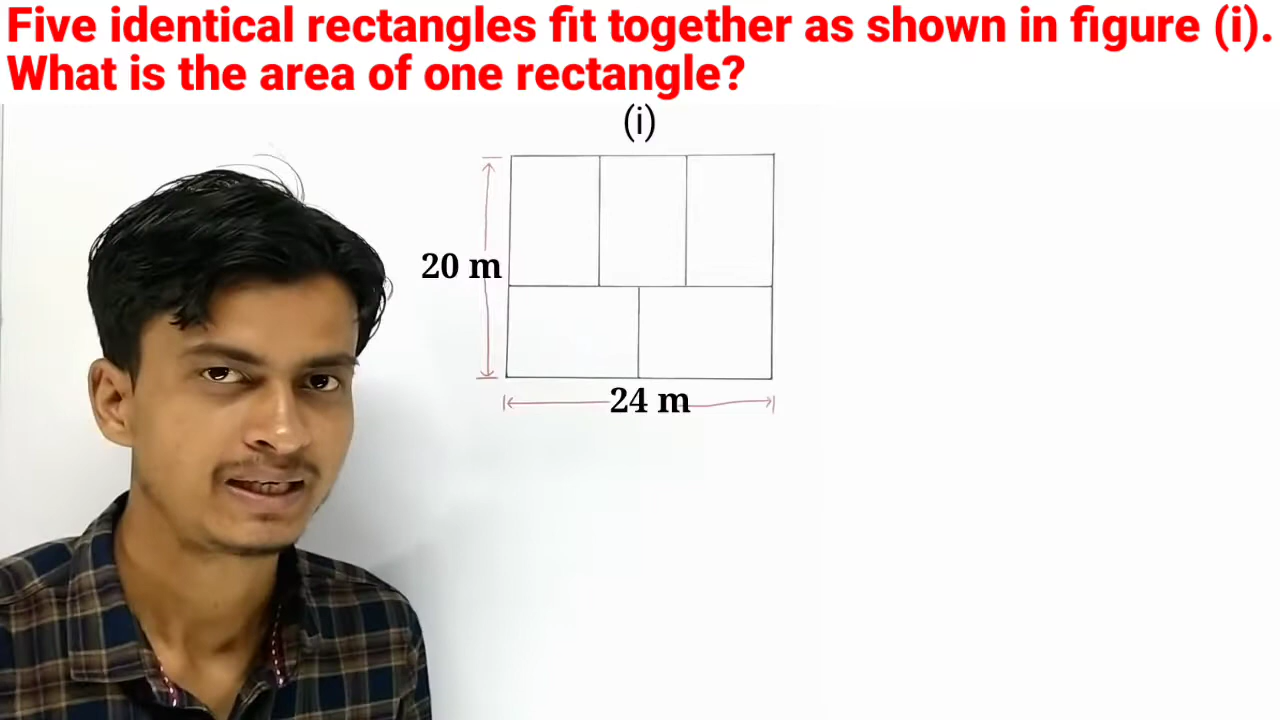 Five identical rectangles fit together as shown in figure (i).
What is the area of one rectangle?
(i)
20 m
24 m